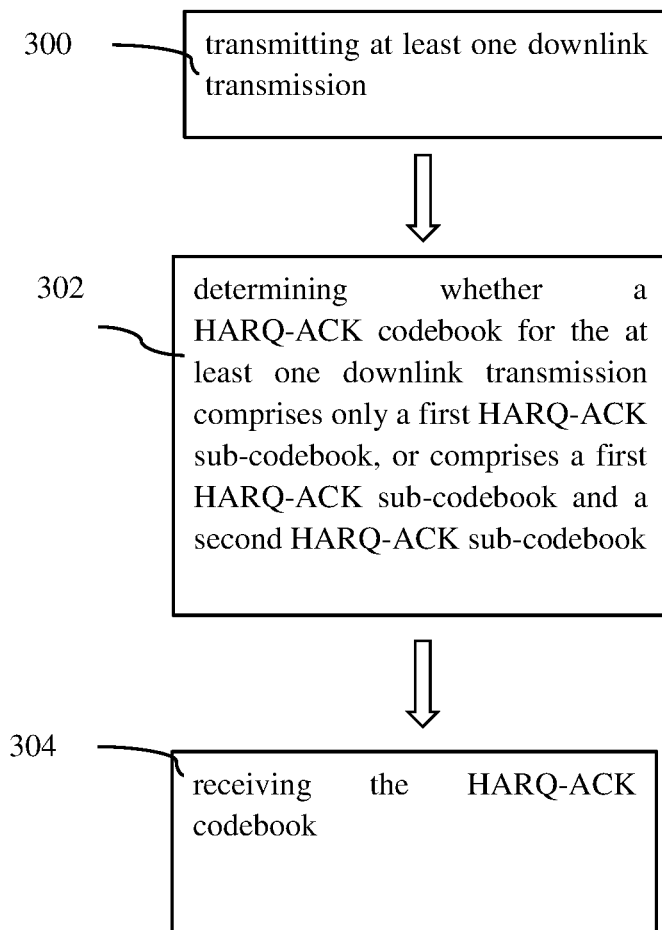 300
transmitting at least one downlink
transmission
302
determining whether a
HARQ-ACK codebook for the at
least one downlink transmission
comprises only a first HARQ-ACK
sub-codebook, or comprises a first
HARQ-ACK sub-codebook and a
second HARQ-ACK sub-codebook
304
receiving the HARQ-ACK
codebook